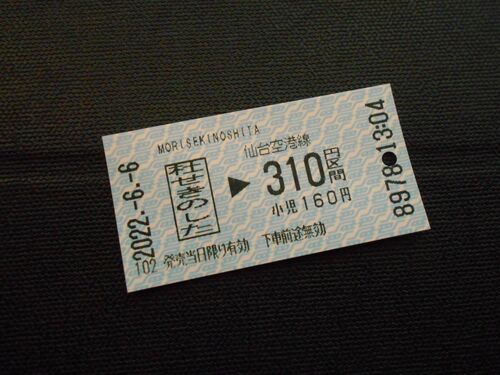 MORISEKINOSHITA
仙台空港線
杜せきのした
▶
310円区間
小児160円
2022.-6.-6
102 発売当日限り有効 下車前途無効
8978
13:04